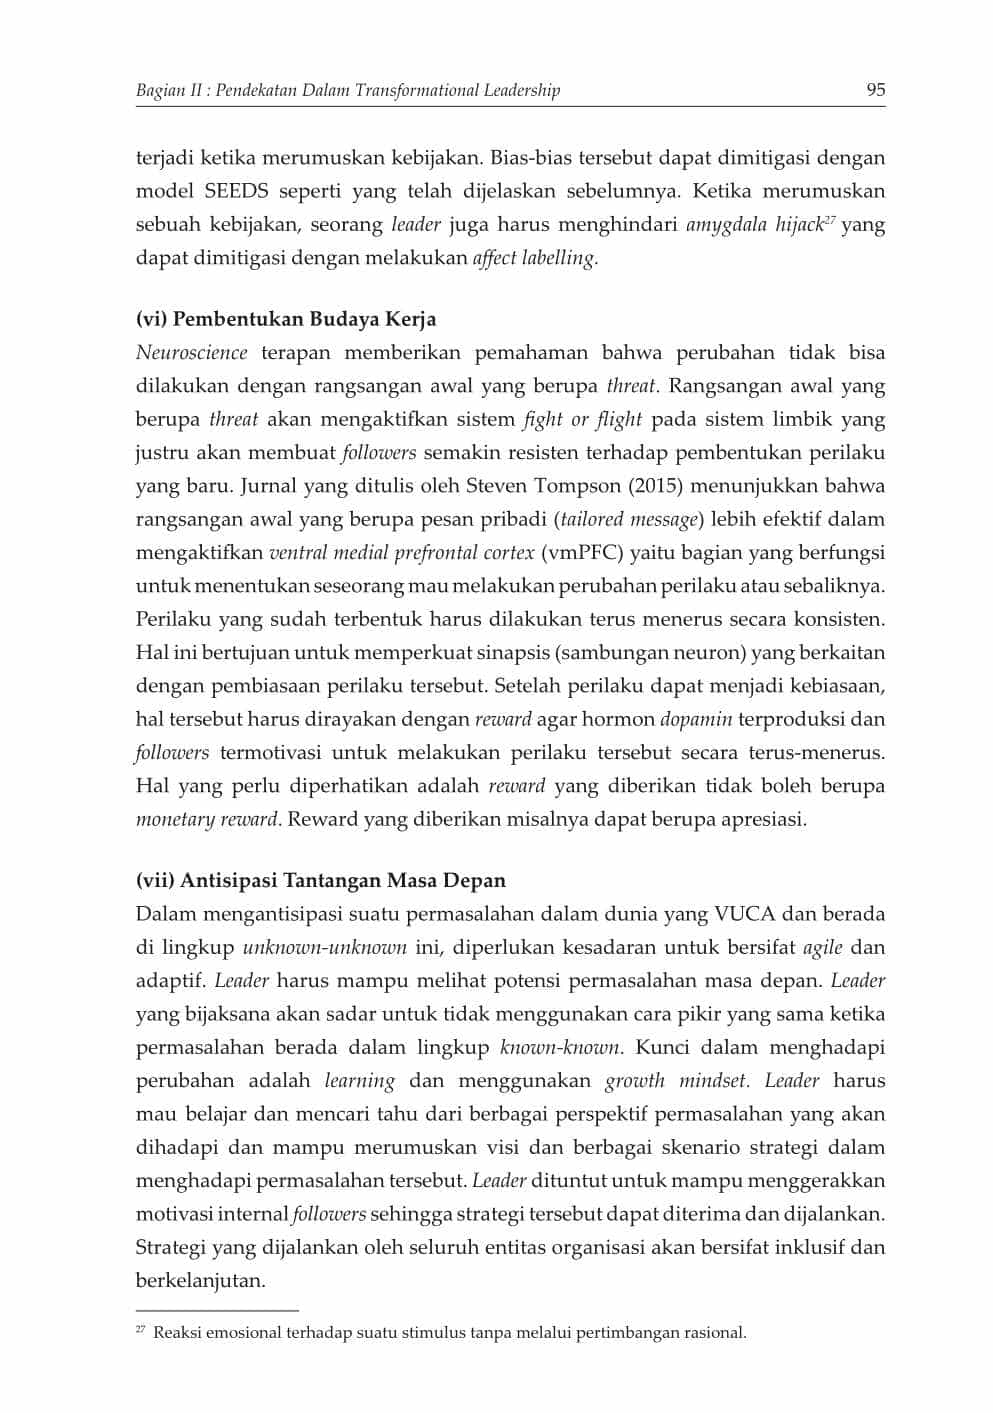 Bagian II : Pendekatan Dalam Transformational Leadership 95
terjadi ketika merumuskan kebijakan. Bias-bias tersebut dapat dimitigasi dengan
model SEEDS seperti yang telah dijelaskan sebelumnya. Ketika merumuskan
sebuah kebijakan, seorang leader juga harus menghindari amygdala hijack27 yang
dapat dimitigasi dengan melakukan affect labelling.
(vi) Pembentukan Budaya Kerja
Neuroscience terapan memberikan pemahaman bahwa perubahan tidak bisa
dilakukan dengan rangsangan awal yang berupa threat. Rangsangan awal yang
berupa threat akan mengaktifkan sistem fight or flight pada sistem limbik yang
justru akan membuat followers semakin resisten terhadap pembentukan perilaku
yang baru. Jurnal yang ditulis oleh Steven Tompson (2015) menunjukkan bahwa
rangsangan awal yang berupa pesan pribadi (tailored message) lebih efektif dalam
mengaktifkan ventral medial prefrontal cortex (vmPFC) yaitu bagian yang berfungsi
untuk menentukan seseorang mau melakukan perubahan perilaku atau sebaliknya.
Perilaku yang sudah terbentuk harus dilakukan terus menerus secara konsisten.
Hal ini bertujuan untuk memperkuat sinapsis (sambungan neuron) yang berkaitan
dengan pembiasaan perilaku tersebut. Setelah perilaku dapat menjadi kebiasaan,
hal tersebut harus dirayakan dengan reward agar hormon dopamin terproduksi dan
followers termotivasi untuk melakukan perilaku tersebut secara terus-menerus.
Hal yang perlu diperhatikan adalah reward yang diberikan tidak boleh berupa
monetary reward. Reward yang diberikan misalnya dapat berupa apresiasi.
(vii) Antisipasi Tantangan Masa Depan
Dalam mengantisipasi suatu permasalahan dalam dunia yang VUCA dan berada
di lingkup unknown-unknown ini, diperlukan kesadaran untuk bersifat agile dan
adaptif. Leader harus mampu melihat potensi permasalahan masa depan. Leader
yang bijaksana akan sadar untuk tidak menggunakan cara pikir yang sama ketika
permasalahan berada dalam lingkup known-known. Kunci dalam menghadapi
perubahan adalah learning dan menggunakan growth mindset. Leader harus
mau belajar dan mencari tahu dari berbagai perspektif permasalahan yang akan
dihadapi dan mampu merumuskan visi dan berbagai skenario strategi dalam
menghadapi permasalahan tersebut. Leader dituntut untuk mampu menggerakkan
motivasi internal followers sehingga strategi tersebut dapat diterima dan dijalankan.
Strategi yang dijalankan oleh seluruh entitas organisasi akan bersifat inklusif dan
berkelanjutan.
27 Reaksi emosional terhadap suatu stimulus tanpa melalui pertimbangan rasional.